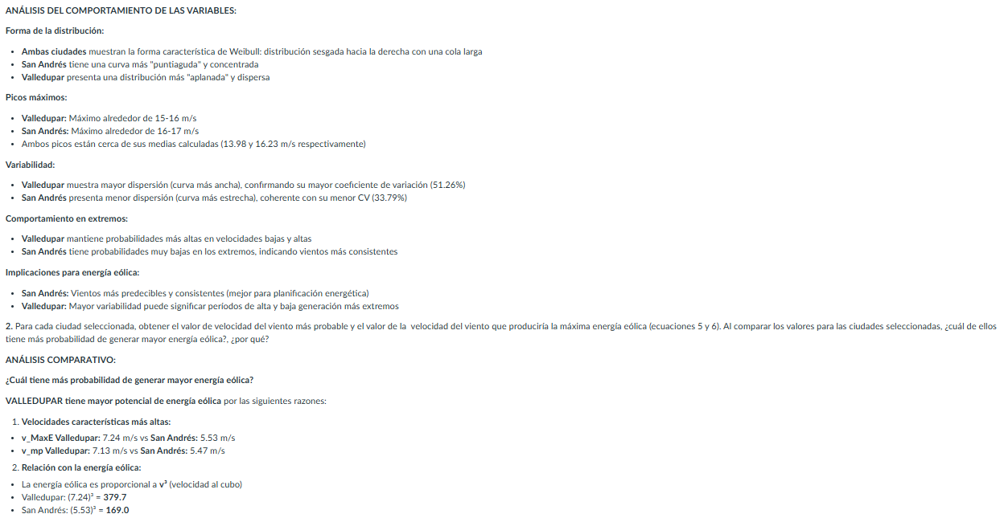 ANÁLISIS DEL COMPORTAMIENTO DE LAS VARIABLES:
Forma de la distribución:
• Ambas ciudades muestran la forma característica de Weibull: distribución sesgada hacia la derecha con una cola larga
• San Andrés tiene una curva más "puntiaguda" y concentrada
• Valledupar presenta una distribución más "aplanada" y dispersa
Picos máximos:
• Valledupar: Máximo alrededor de 15-16 m/s
• San Andrés: Máximo alrededor de 16-17 m/s
• Ambos picos están cerca de sus medias calculadas (13.98 y 16.23 m/s respectivamente)
Variabilidad:
• Valledupar muestra mayor dispersión (curva más ancha), confirmando su mayor coeficiente de variación (51.26%)
• San Andrés presenta menor dispersión (curva más estrecha), coherente con su menor CV (33.79%)
Comportamiento en extremos:
• Valledupar mantiene probabilidades más altas en velocidades bajas y altas
• San Andrés tiene probabilidades muy bajas en los extremos, indicando vientos más consistentes
Implicaciones para energía eólica:
• San Andrés: Vientos más predecibles y consistentes (mejor para planificación energética)
• Valledupar: Mayor variabilidad puede significar períodos de alta y baja generación más extremos
2. Para cada ciudad seleccionada, obtener el valor de velocidad del viento más probable y el valor de la velocidad del viento que produciría la máxima energía eólica (ecuaciones 5 y 6). Al comparar los valores para las ciudades seleccionadas, ¿cuál de ellos
tiene más probabilidad de generar mayor energía eólica?, ¿por qué?
ANÁLISIS COMPARATIVO:
¿Cuál tiene más probabilidad de generar mayor energía eólica?
VALLEDUPAR tiene mayor potencial de energía eólica por las siguientes razones:
1. Velocidades características más altas:
• v_MaxE Valledupar: 7.24 m/s vs San Andrés: 5.53 m/s
• v_mp Valledupar: 7.13 m/s vs San Andrés: 5.47 m/s
2. Relación con la energía eólica:
• La energía eólica es proporcional a v³ (velocidad al cubo)
• Valledupar: (7.24)³ = 379.7
• San Andrés: (5.53)³ = 169.0